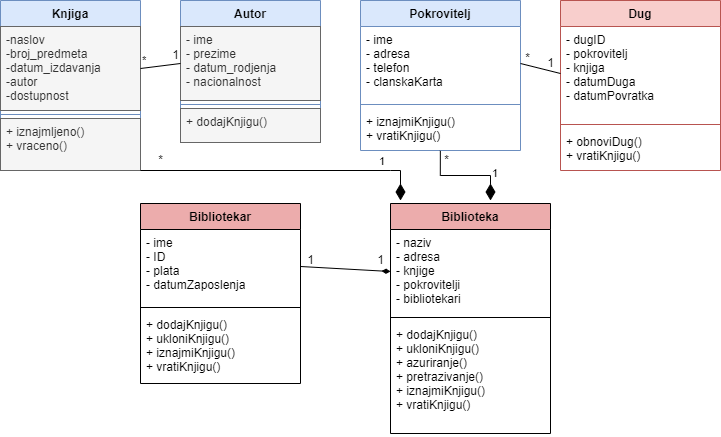 Knjiga
-naslov
-broj_predmeta
-datum_izdavanja
-autor
-dostupnost
+ iznajmljeno()
+ vraceno()
*
1
Autor
- ime
- prezime
- datum_rodjenja
- nacionalnost
+ dodajKnjigu()
Pokrovitelj
- ime
- adresa
- telefon
- clanskaKarta
+ iznajmiKnjigu()
+ vratiKnjigu()
*
1
Dug
- dugID
- pokrovitelj
- knjiga
- datumDuga
- datumPovratka
+ obnoviDug()
+ vratiKnjigu()
*
1
*
1
Bibliotekar
- ime
- ID
- plata
- datumZaposlenja
+ dodajKnjigu()
+ ukloniKnjigu()
+ iznajmiKnjigu()
+ vratiKnjigu()
1
1
Biblioteka
- naziv
- adresa
- knjige
- pokrovitelji
- bibliotekari
+ dodajKnjigu()
+ ukloniKnjigu()
+ azuriranje()
+ pretrazivanje()
+ iznajmiKnjigu()
+ vratiKnjigu()